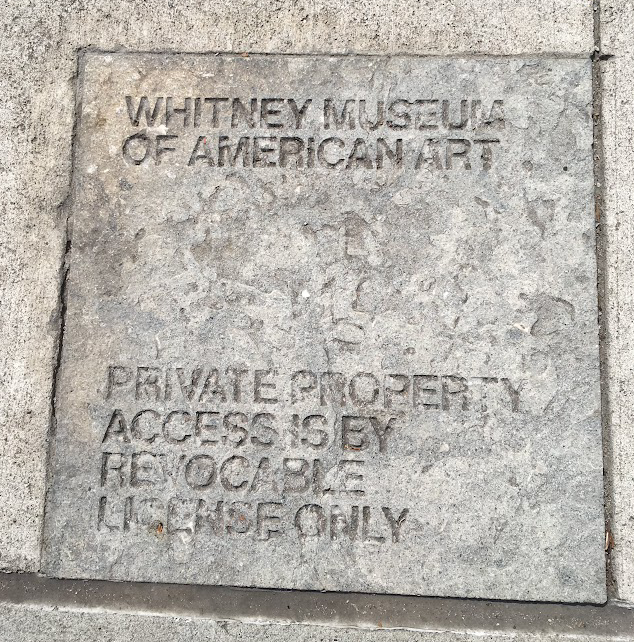 WHITNEY MUSEUM
OF AMERICAN ART
PRIVATE PROPERTY
ACCESS IS BY
REVOCABLE
LICENSE ONLY